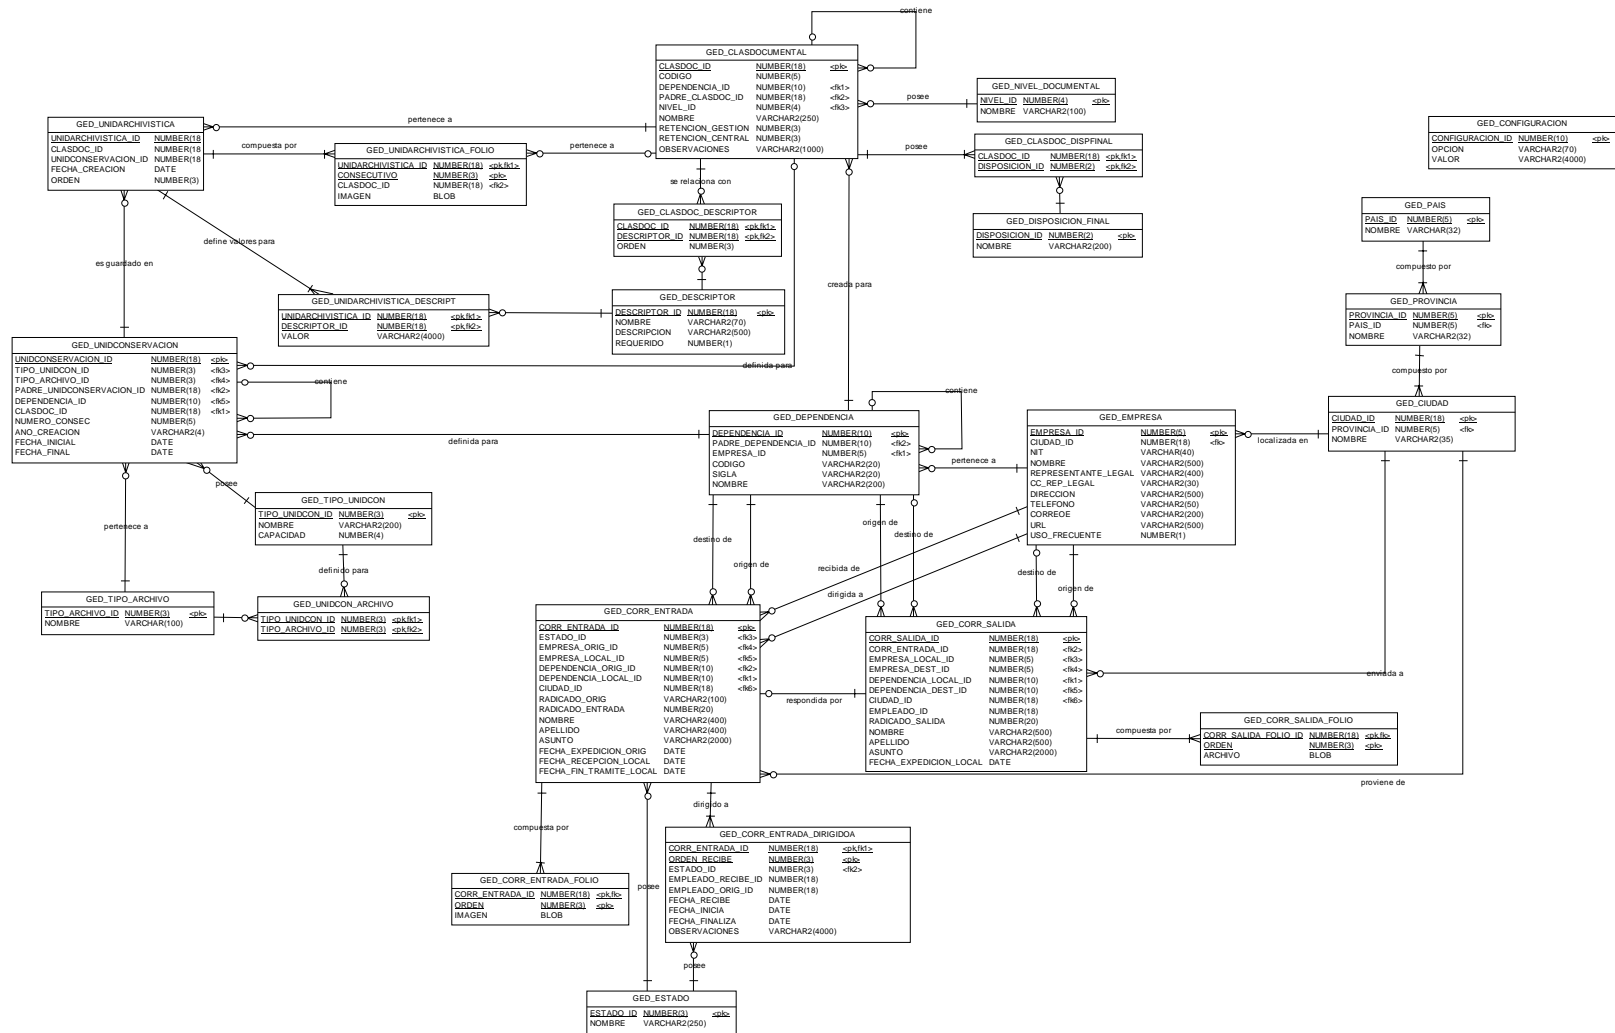 contiene
GED_CLASDOCUMENTAL
CLASDOC_ID NUMBER(18) <pk>
CODIGO NUMBER(5)
DEPENDENCIA_ID NUMBER(10) <fk1>
PADRE_CLASDOC_ID NUMBER(18) <fk2>
NIVEL_ID NUMBER(4) <fk3>
NOMBRE VARCHAR2(250)
RETENCION_GESTION NUMBER(3)
RETENCION_CENTRAL NUMBER(3)
OBSERVACIONES VARCHAR2(1000)
posee
GED_NIVEL_DOCUMENTAL
NIVEL_ID NUMBER(4) <pk>
NOMBRE VARCHAR2(100)
GED_CONFIGURACION
CONFIGURACION_ID NUMBER(10) <pk>
OPCION VARCHAR2(70)
VALOR VARCHAR2(4000)
GED_UNIDARCHIVISTICA
UNIDARCHIVISTICA_ID NUMBER(18
CLASDOC_ID NUMBER(18
UNIDCONSERVACION_ID NUMBER(18
FECHA_CREACION DATE
ORDEN NUMBER(3)
pertenece a
compuesta por
GED_UNIDARCHIVISTICA_FOLIO
UNIDARCHIVISTICA_ID NUMBER(18) <pk,fk1>
CONSECUTIVO NUMBER(3) <pk>
CLASDOC_ID NUMBER(18) <fk2>
IMAGEN BLOB
pertenece a
posee
GED_CLASDOC_DISPFINAL
CLASDOC_ID NUMBER(18) <pk,fk1>
DISPOSICION_ID NUMBER(2) <pk,fk2>
se relaciona con
GED_CLASDOC_DESCRIPTOR
CLASDOC_ID NUMBER(18) <pk,fk1>
DESCRIPTOR_ID NUMBER(18) <pk,fk2>
ORDEN NUMBER(3)
GED_DISPOSICION_FINAL
DISPOSICION_ID NUMBER(2) <pk>
NOMBRE VARCHAR2(200)
GED_PAIS
PAIS_ID NUMBER(5) <pk>
NOMBRE VARCHAR(32)
define valores para
es guardado en
creada para
compuesto por
GED_UNIDARCHIVISTICA_DESCRIPT
UNIDARCHIVISTICA_ID NUMBER(18) <pk,fk1>
DESCRIPTOR_ID NUMBER(18) <pk,fk2>
VALOR VARCHAR2(4000)
GED_DESCRIPTOR
DESCRIPTOR_ID NUMBER(18) <pk>
NOMBRE VARCHAR2(70)
DESCRIPCION VARCHAR2(500)
REQUERIDO NUMBER(1)
GED_PROVINCIA
PROVINCIA_ID NUMBER(5) <pk>
PAIS_ID NUMBER(5) <fk>
NOMBRE VARCHAR2(32)
compuesto por
GED_UNIDCONSERVACION
UNIDCONSERVACION_ID NUMBER(18) <pk>
TIPO_UNIDCON_ID NUMBER(3) <fk3>
TIPO_ARCHIVO_ID NUMBER(3) <fk4>
PADRE_UNIDCONSERVACION_ID NUMBER(18) <fk2>
DEPENDENCIA_ID NUMBER(10) <fk5>
CLASDOC_ID NUMBER(18) <fk1>
NUMERO_CONSEC NUMBER(5)
ANO_CREACION VARCHAR2(4)
FECHA_INICIAL DATE
FECHA_FINAL DATE
definida para
contiene
definida para
contiene
GED_DEPENDENCIA
DEPENDENCIA_ID NUMBER(10) <pk>
PADRE_DEPENDENCIA_ID NUMBER(10) <fk2>
EMPRESA_ID NUMBER(5) <fk1>
CODIGO VARCHAR2(20)
SIGLA VARCHAR2(20)
NOMBRE VARCHAR2(200)
pertenece a
GED_EMPRESA
EMPRESA_ID NUMBER(5) <pk>
CIUDAD_ID NUMBER(18) <fk>
NIT VARCHAR(40)
NOMBRE VARCHAR2(500)
REPRESENTANTE_LEGAL VARCHAR2(400)
CC_REP_LEGAL VARCHAR2(30)
DIRECCION VARCHAR2(500)
TELEFONO VARCHAR2(50)
CORREOE VARCHAR2(200)
URL VARCHAR2(500)
USO_FRECUENTE NUMBER(1)
localizada en
GED_CIUDAD
CIUDAD_ID NUMBER(18) <pk>
PROVINCIA_ID NUMBER(5) <fk>
NOMBRE VARCHAR2(35)
posee
GED_TIPO_UNIDCON
TIPO_UNIDCON_ID NUMBER(3) <pk>
NOMBRE VARCHAR2(200)
CAPACIDAD NUMBER(4)
pertenece a
definido para
destino de
origen de
origen de
destino de
recibida de
dirigida a
destino de
origen de
GED_TIPO_ARCHIVO
TIPO_ARCHIVO_ID NUMBER(3) <pk>
NOMBRE VARCHAR(100)
GED_UNIDCON_ARCHIVO
TIPO_UNIDCON_ID NUMBER(3) <pk,fk1>
TIPO_ARCHIVO_ID NUMBER(3) <pk,fk2>
GED_CORR_ENTRADA
CORR_ENTRADA_ID NUMBER(18) <pk>
ESTADO_ID NUMBER(3) <fk3>
EMPRESA_ORIG_ID NUMBER(5) <fk4>
EMPRESA_LOCAL_ID NUMBER(5) <fk5>
DEPENDENCIA_ORIG_ID NUMBER(10) <fk2>
DEPENDENCIA_LOCAL_ID NUMBER(10) <fk1>
CIUDAD_ID NUMBER(18) <fk6>
RADICADO_ORIG VARCHAR2(100)
RADICADO_ENTRADA NUMBER(20)
NOMBRE VARCHAR2(400)
APELLIDO VARCHAR2(400)
ASUNTO VARCHAR2(2000)
FECHA_EXPEDICION_ORIG DATE
FECHA_RECEPCION_LOCAL DATE
FECHA_FIN_TRAMITE_LOCAL DATE
respondida por
GED_CORR_SALIDA
CORR_SALIDA_ID NUMBER(18) <pk>
CORR_ENTRADA_ID NUMBER(18) <fk2>
EMPRESA_LOCAL_ID NUMBER(5) <fk3>
EMPRESA_DEST_ID NUMBER(5) <fk4>
DEPENDENCIA_LOCAL_ID NUMBER(10) <fk1>
DEPENDENCIA_DEST_ID NUMBER(10) <fk5>
CIUDAD_ID NUMBER(18) <fk6>
EMPLEADO_ID NUMBER(18)
RADICADO_SALIDA NUMBER(20)
NOMBRE VARCHAR2(500)
APELLIDO VARCHAR2(500)
ASUNTO VARCHAR2(2000)
FECHA_EXPEDICION_LOCAL DATE
enviada a
compuesta por
GED_CORR_SALIDA_FOLIO
CORR_SALIDA_FOLIO_ID NUMBER(18) <pk,fk>
ORDEN NUMBER(3) <pk>
ARCHIVO BLOB
proviene de
compuesta por
dirigido a
GED_CORR_ENTRADA_DIRIGIDOA
CORR_ENTRADA_ID NUMBER(18) <pk,fk1>
ORDEN_RECIBE NUMBER(3) <pk>
ESTADO_ID NUMBER(3) <fk2>
EMPLEADO_RECIBE_ID NUMBER(18)
EMPLEADO_ORIG_ID NUMBER(18)
FECHA_RECIBE DATE
FECHA_INICIA DATE
FECHA_FINALIZA DATE
OBSERVACIONES VARCHAR2(4000)
GED_CORR_ENTRADA_FOLIO
CORR_ENTRADA_ID NUMBER(18) <pk,fk>
ORDEN NUMBER(3) <pk>
IMAGEN BLOB
posee
posee
GED_ESTADO
ESTADO_ID NUMBER(3) <pk>
NOMBRE VARCHAR2(250)